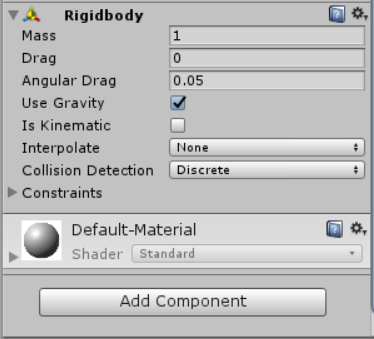 Rigidbody
Mass 1
Drag 0
Angular Drag 0.05
Use Gravity
Is Kinematic
Interpolate None
Collision Detection Discrete
Constraints
Default-Material
Shader Standard
Add Component